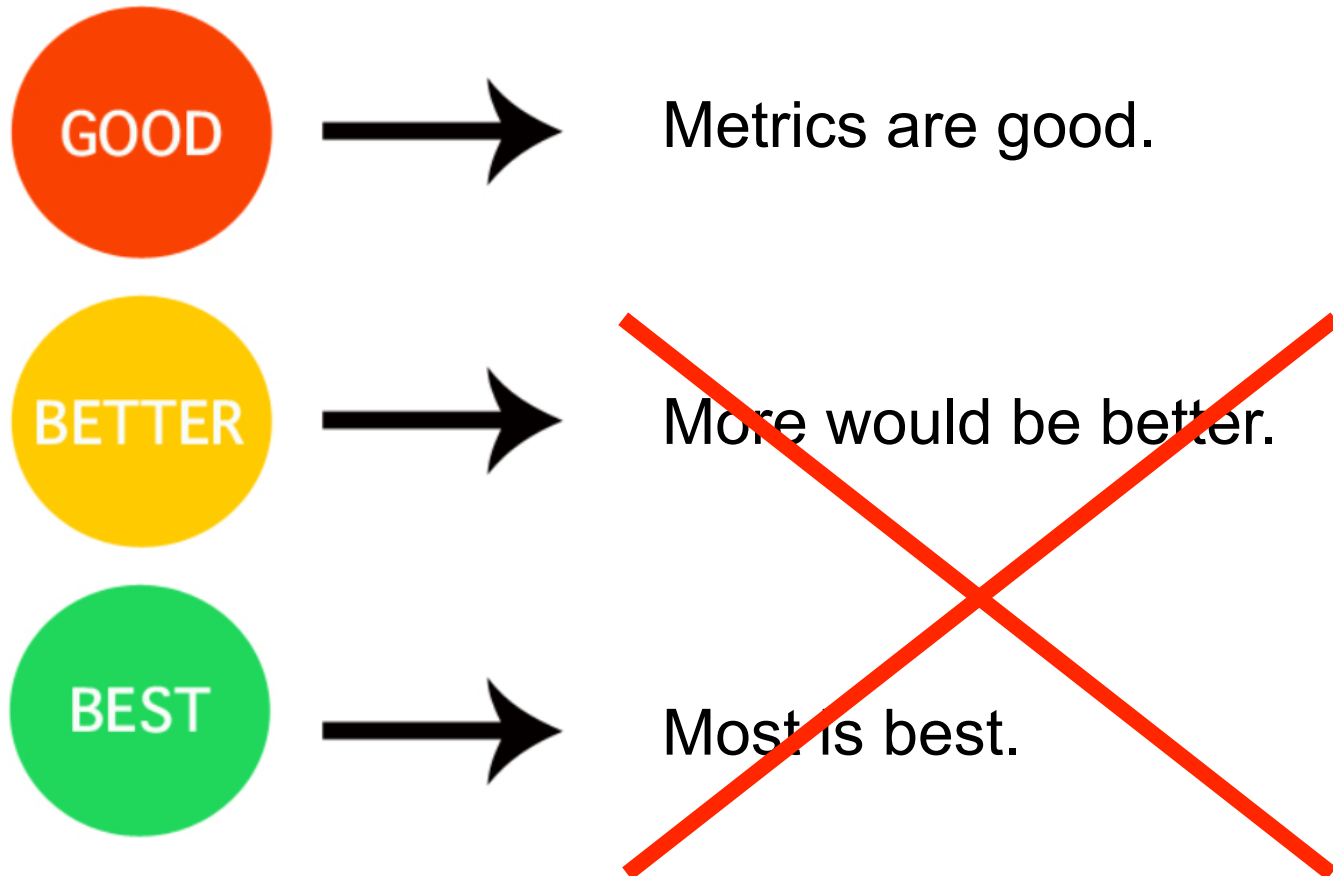 GOOD
Metrics are good.
BETTER
More would be better.
BEST
Most is best.